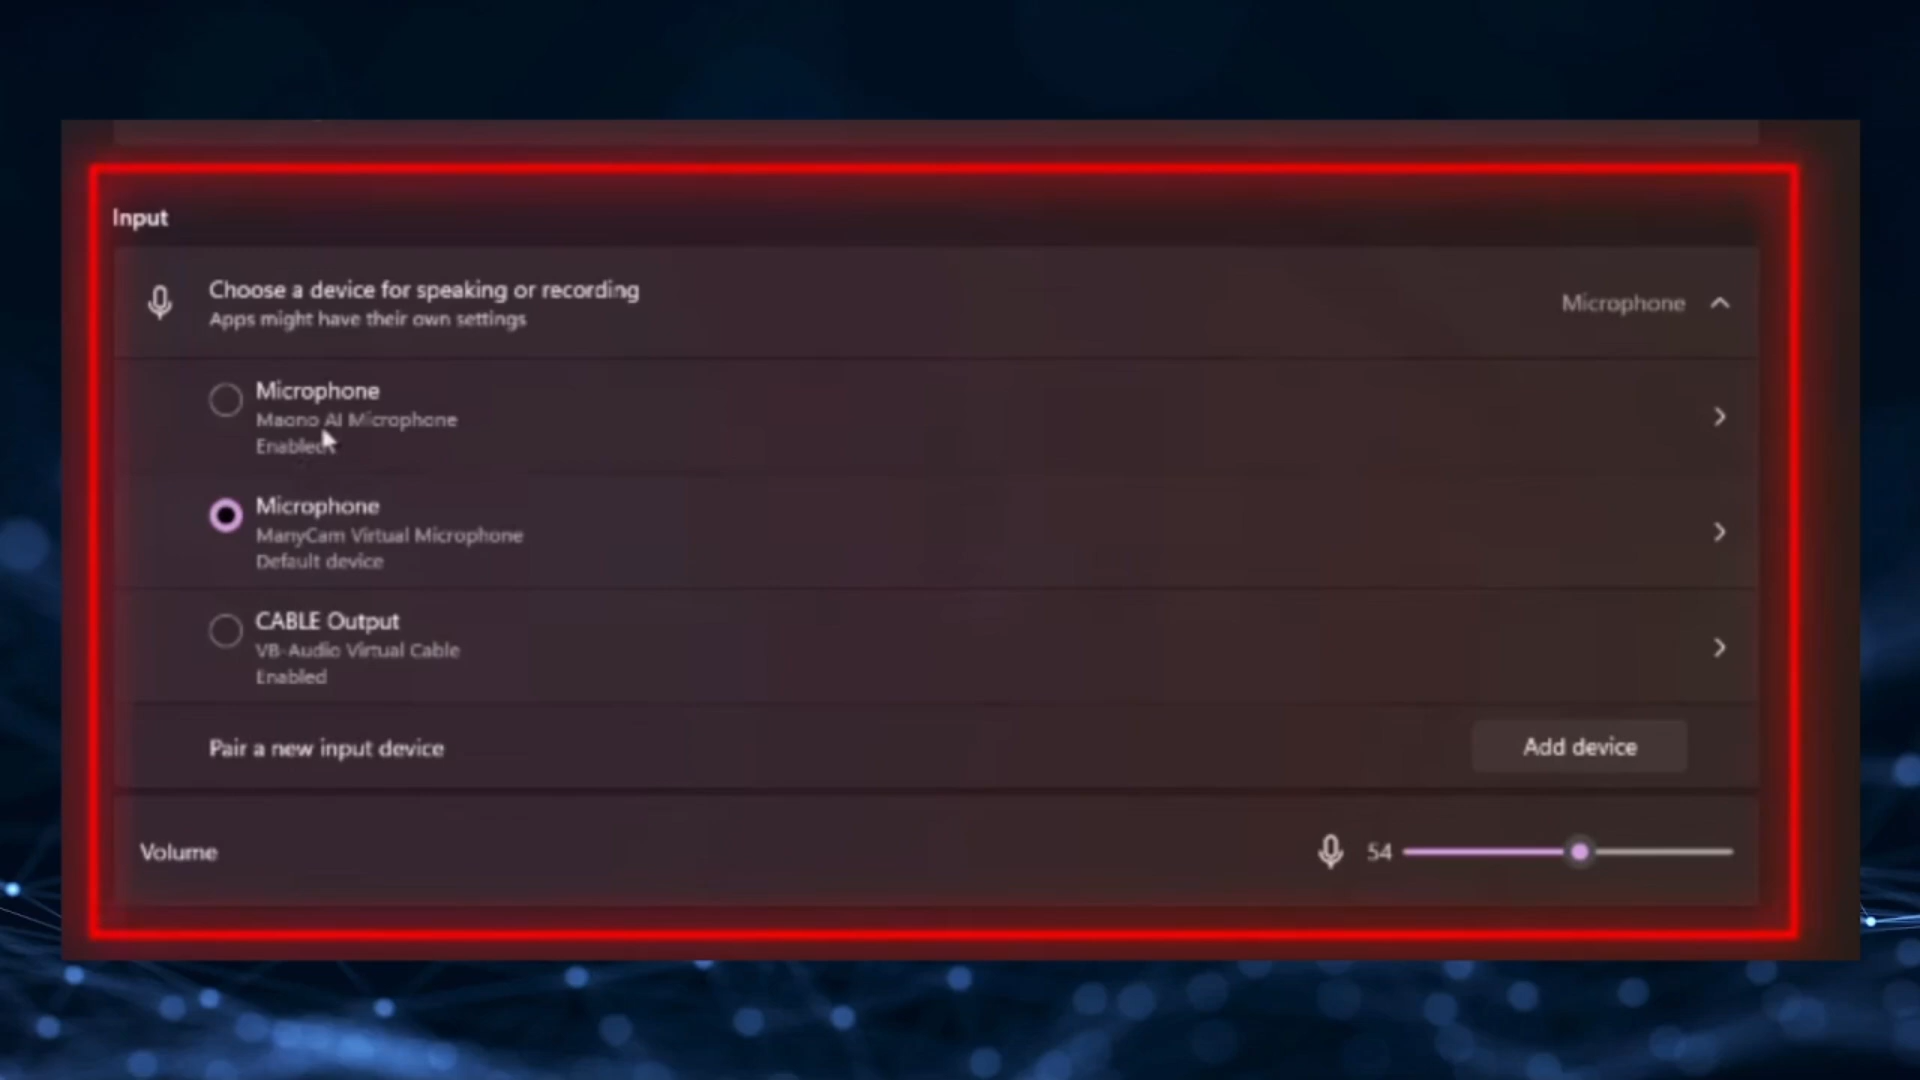 Input
Choose a device for speaking or recording
Apps might have their own settings
Microphone
Microphone
Maono AI Microphone
Enabled
Microphone
ManyCam Virtual Microphone
Default device
CABLE Output
VB-Audio Virtual Cable
Enabled
Pair a new input device
Add device
Volume
54